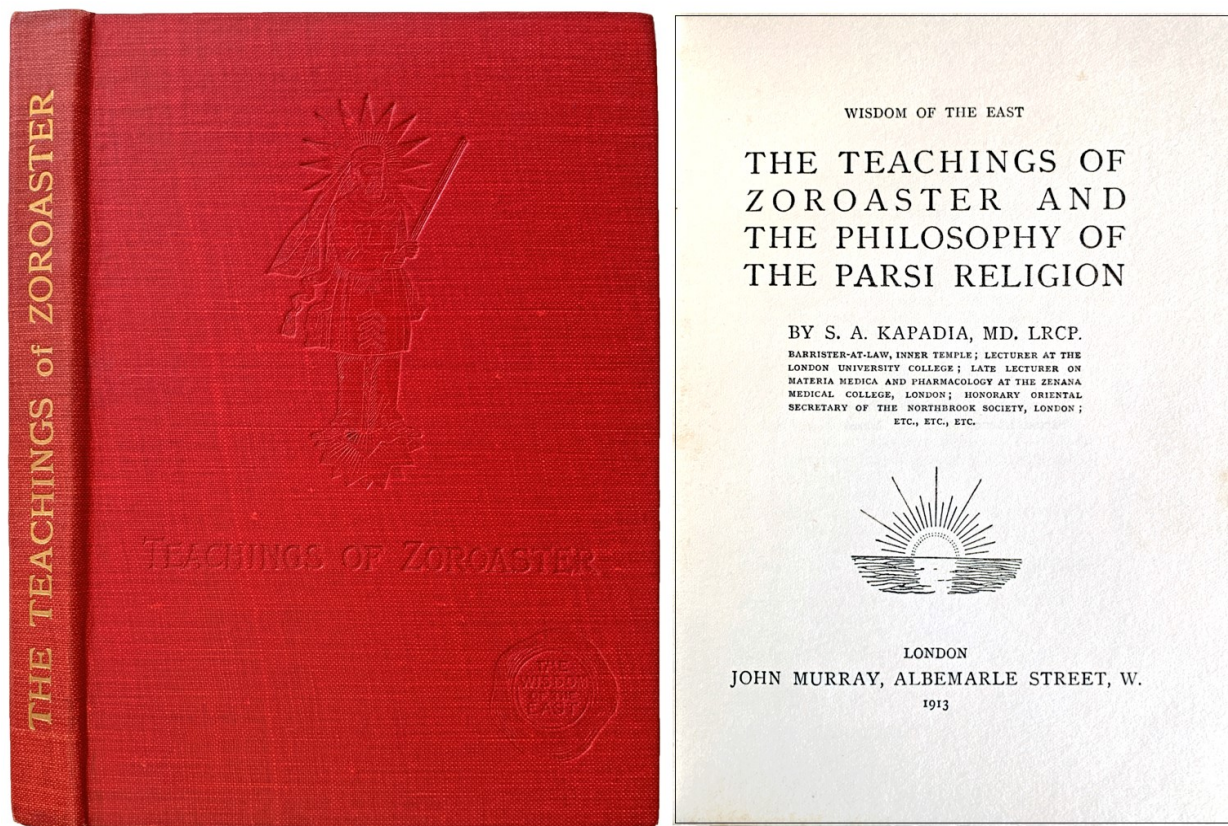 THE TEACHINGS of ZOROASTER
TEACHINGS OF ZOROASTER
THE
WISDOM
OF THE
EAST
WISDOM OF THE EAST
THE TEACHINGS OF
ZOROASTER AND
THE PHILOSOPHY OF
THE PARSI RELIGION
BY S. A. KAPADIA, MD. LRCP.
BARRISTER-AT-LAW, INNER TEMPLE; LECTURER AT THE
LONDON UNIVERSITY COLLEGE; LATE LECTURER ON
MATERIA MEDICA AND PHARMACOLOGY AT THE ZENANA
MEDICAL COLLEGE, LONDON; HONORARY ORIENTAL
SECRETARY OF THE NORTHBROOK SOCIETY, LONDON;
ETC., ETC., ETC.
LONDON
JOHN MURRAY, ALBEMARLE STREET, W.
1913